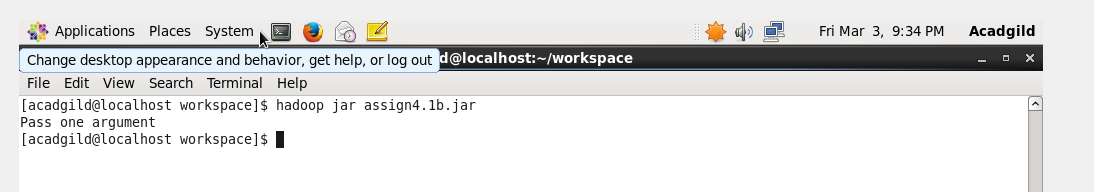 Applications Places System Fri Mar 3, 9:34 PM Acadgild
Change desktop appearance and behavior, get help, or log out
d@localhost:~/workspace
File Edit View Search Terminal Help
[acadgild@localhost workspace]$ hadoop jar assign4.1b.jar
Pass one argument
[acadgild@localhost workspace]$